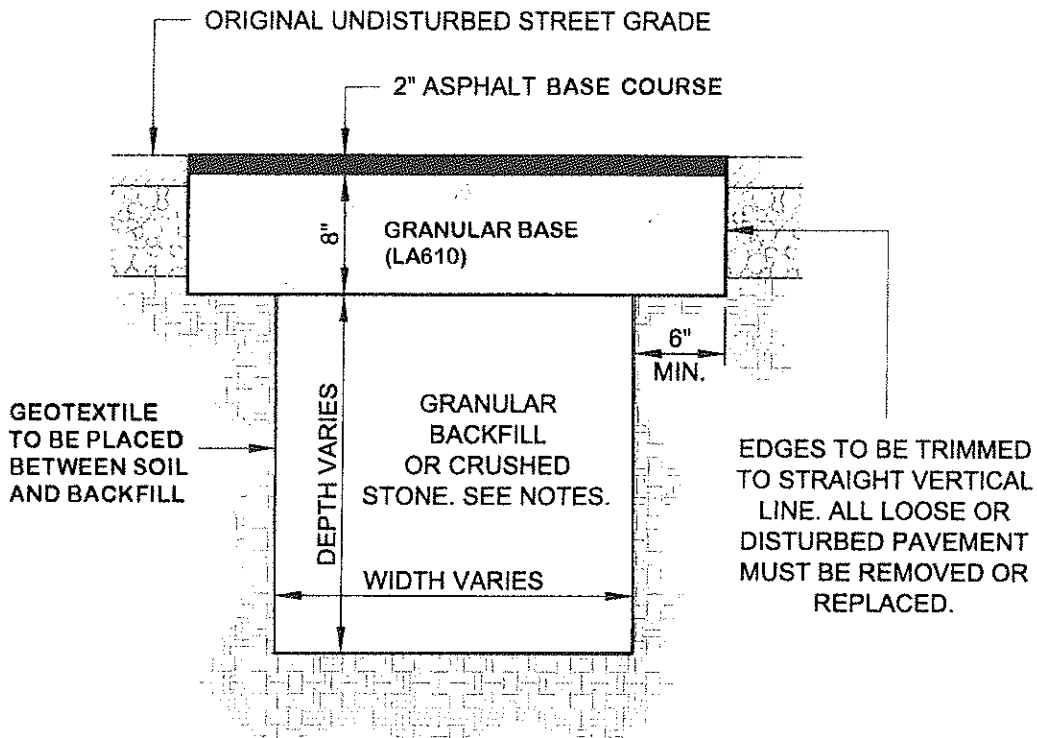 ORIGINAL UNDISTURBED STREET GRADE
2" ASPHALT BASE COURSE
8"
GRANULAR BASE
(LA610)
6"
MIN.
GEOTEXTILE
TO BE PLACED
BETWEEN SOIL
AND BACKFILL
DEPTH VARIES
GRANULAR
BACKFILL
OR CRUSHED
STONE. SEE NOTES.
WIDTH VARIES
EDGES TO BE TRIMMED
TO STRAIGHT VERTICAL
LINE. ALL LOOSE OR
DISTURBED PAVEMENT
MUST BE REMOVED OR
REPLACED.